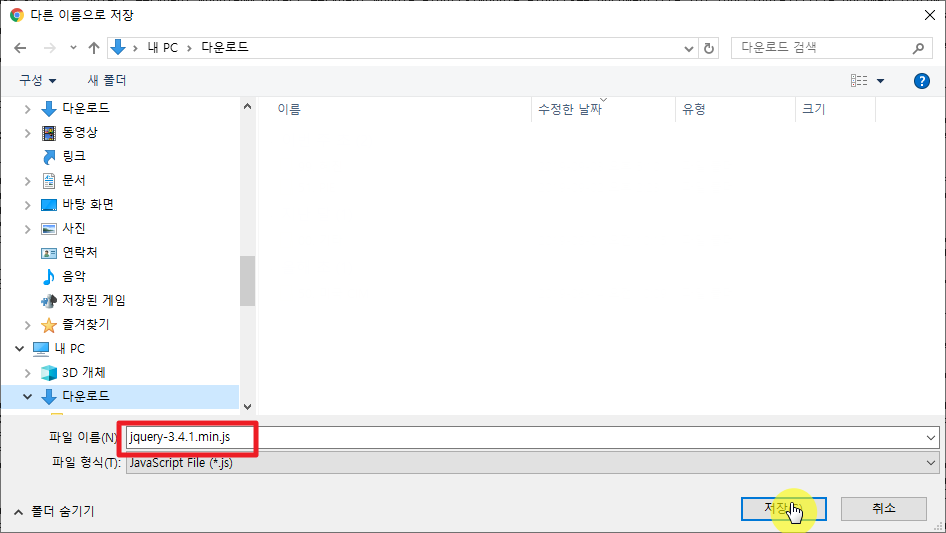 다른 이름으로 저장
내 PC
다운로드
다운로드 검색
구성
새 폴더
이름
수정한 날짜
유형
크기
다운로드
동영상
링크
문서
바탕 화면
사진
연락처
음악
저장된 게임
즐겨찾기
내 PC
3D 개체
다운로드
파일 이름(N):
jquery-3.4.1.min.js
파일 형식(T):
JavaScript File (*.js)
폴더 숨기기
취소